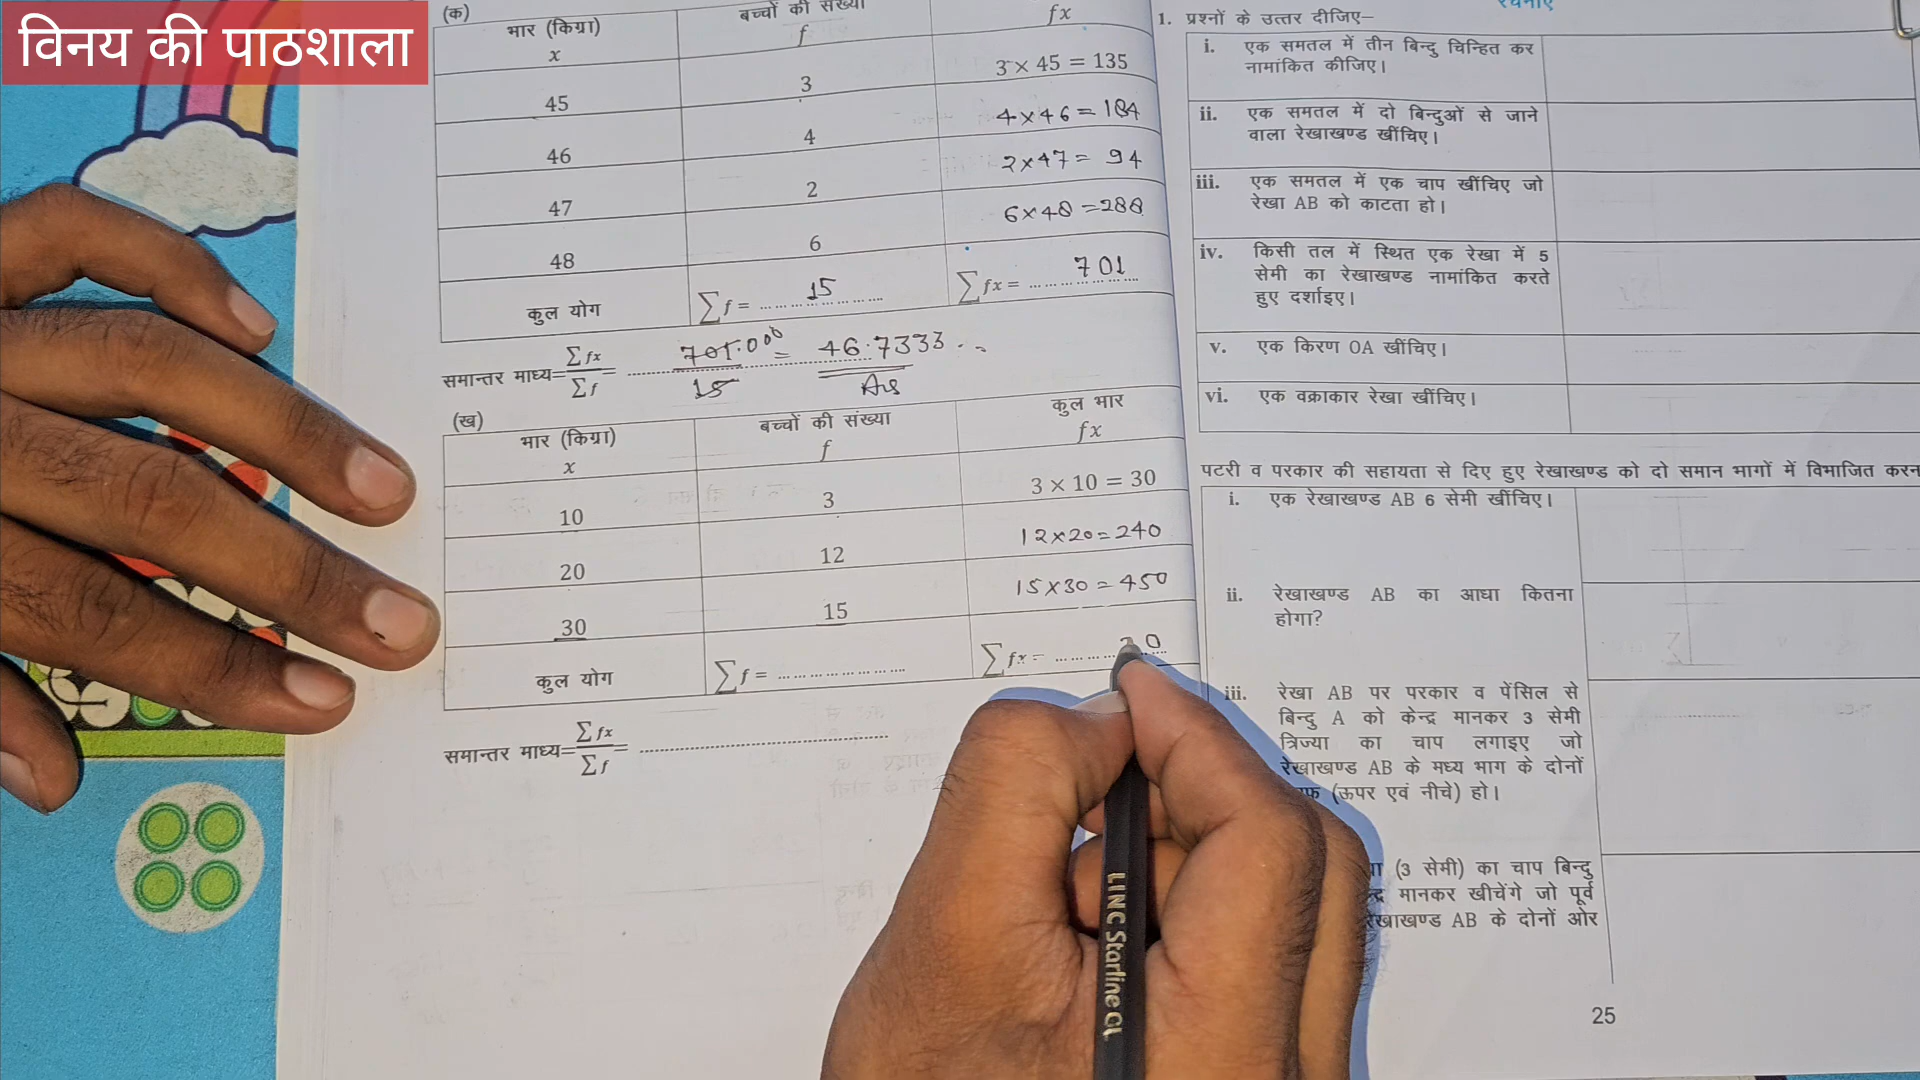 विनय की पाठशाला
(क)
भार (किग्रा) x
बच्चों की संख्या f
fx
45 3 3 × 45 = 135
46 4 4×46=184
47 2 2×47= 94
48 6 6×48=288
कुल योग ∑f = 15 ∑fx = 701
समान्तर माध्य=∑fx/∑f= 701.000/15 = 46.7333..
Ans
(ख)
भार (किग्रा) x
बच्चों की संख्या f
कुल भार fx
10 3 3 × 10 = 30
20 12 12×20=240
30 15 15×30=450
कुल योग ∑f = .................... ∑fx = ............20
समान्तर माध्य=∑fx/∑f= ..................................................
रचनाएं
1. प्रश्नों के उत्तर दीजिए–
i. एक समतल में तीन बिन्दु चिन्हित कर
नामांकित कीजिए।
ii. एक समतल में दो बिन्दुओं से जाने
वाला रेखाखण्ड खींचिए।
iii. एक समतल में एक चाप खींचिए जो
रेखा AB को काटता हो।
iv. किसी तल में स्थित एक रेखा में 5
सेमी का रेखाखण्ड नामांकित करते
हुए दर्शाइए।
v. एक किरण OA खींचिए।
vi. एक वक्राकार रेखा खींचिए।
पटरी व परकार की सहायता से दिए हुए रेखाखण्ड को दो समान भागों में विभाजित करन
i. एक रेखाखण्ड AB 6 सेमी खींचिए।
ii. रेखाखण्ड AB का आधा कितना
होगा?
iii. रेखा AB पर परकार व पेंसिल से
बिन्दु A को केन्द्र मानकर 3 सेमी
त्रिज्या का चाप लगाइए जो
रेखाखण्ड AB के मध्य भाग के दोनों
(ऊपर एवं नीचे) हो।
(3 सेमी) का चाप बिन्दु
मानकर खीचेंगे जो पूर्व
रेखाखण्ड AB के दोनों ओर
25
LINC Starline GL